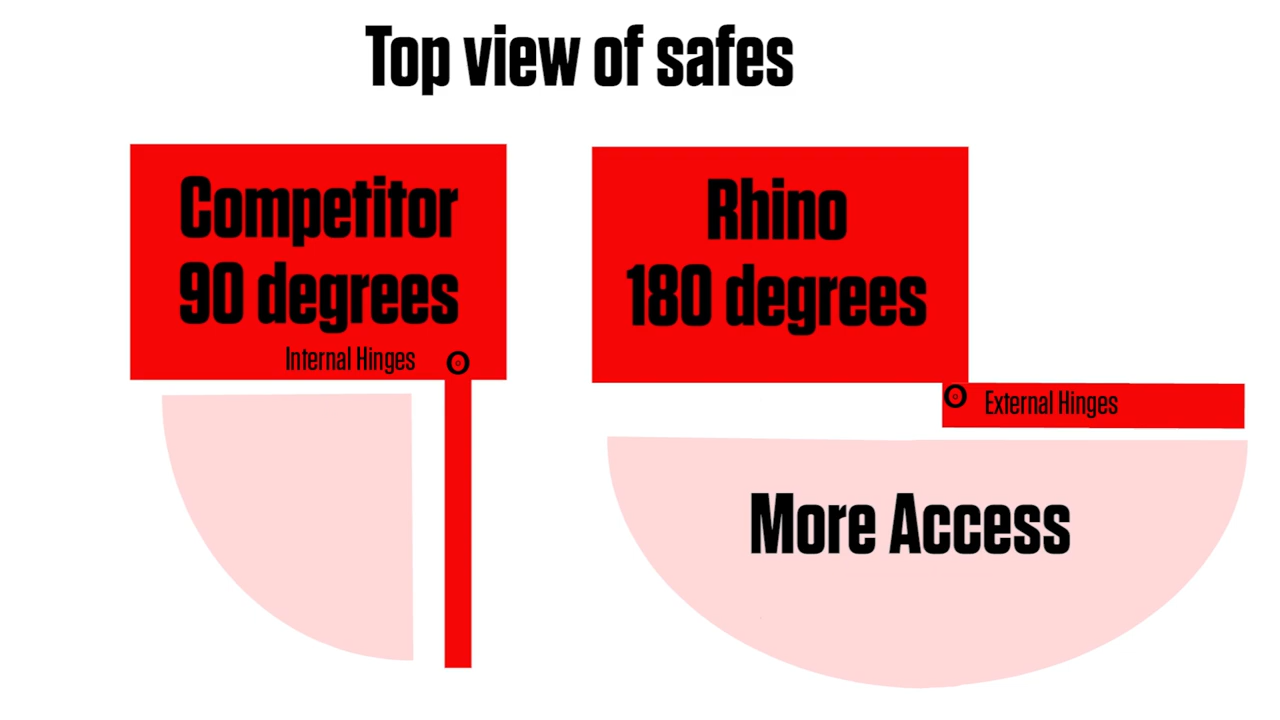 Top view of safes
Competitor
90 degrees
Internal Hinges
Rhino
180 degrees
External Hinges
More Access